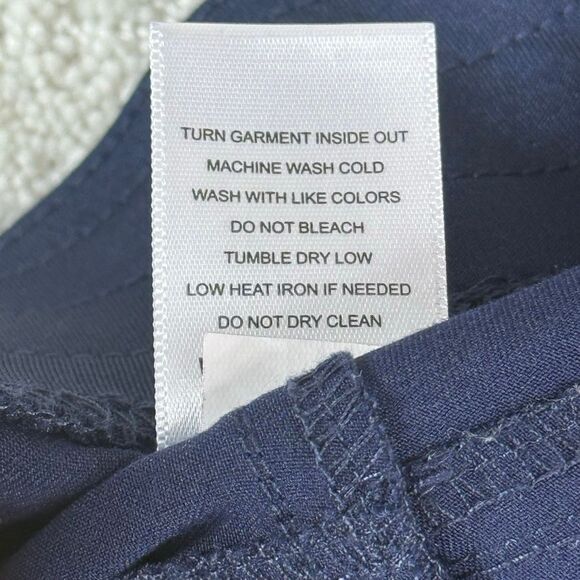 TURN GARMENT INSIDE OUT
MACHINE WASH COLD
WASH WITH LIKE COLORS
DO NOT BLEACH
TUMBLE DRY LOW
LOW HEAT IRON IF NEEDED
DO NOT DRY CLEAN